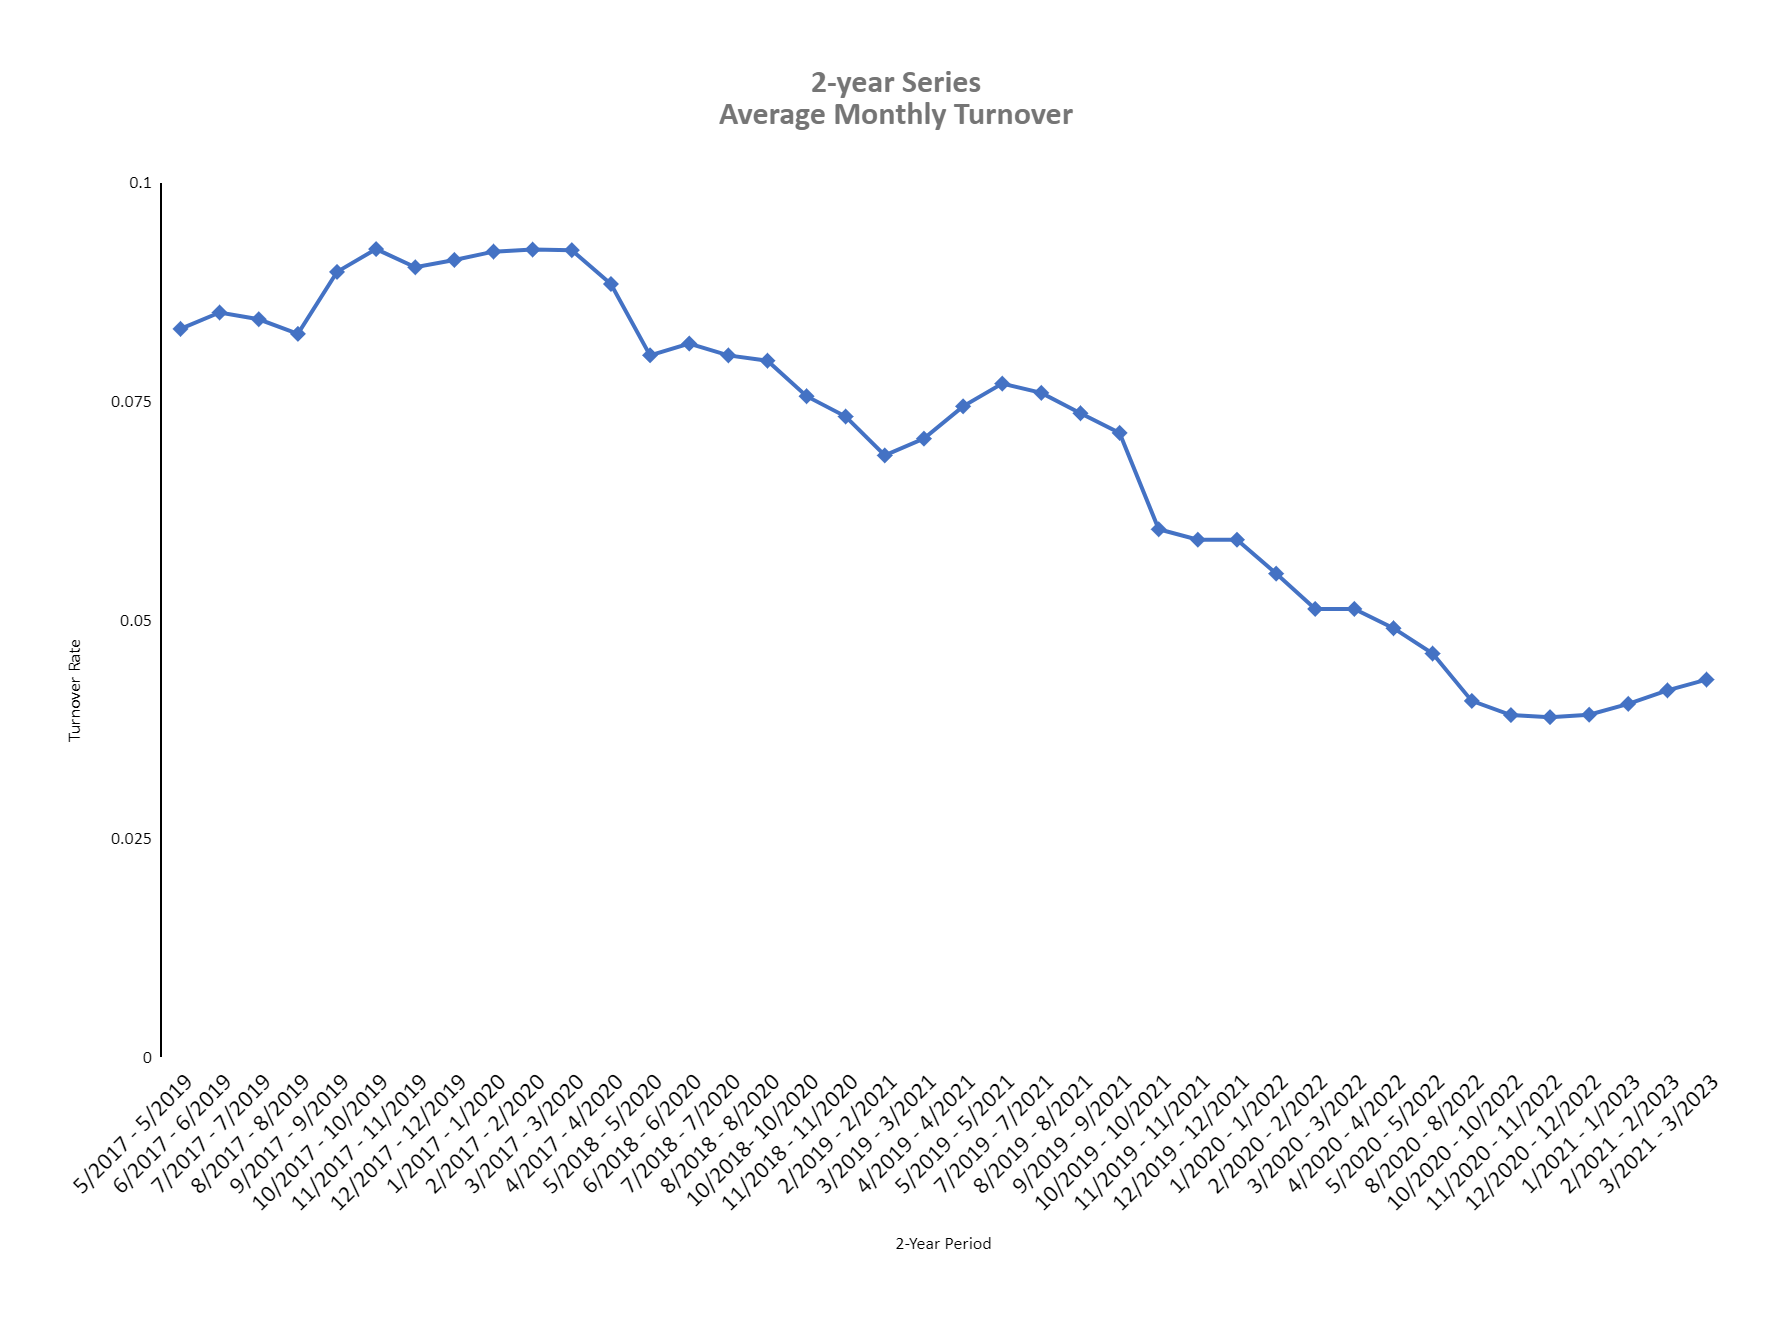 2-year Series
Average Monthly Turnover
0.1
0.075
0.05
0.025
0
Turnover Rate
5/2017 - 5/2019
6/2017 - 6/2019
7/2017 - 7/2019
8/2017 - 8/2019
9/2017 - 9/2019
10/2017 - 10/2019
11/2017 - 11/2019
12/2017 - 12/2019
1/2017 - 1/2020
2/2017 - 2/2020
3/2017 - 3/2020
4/2017 - 4/2020
5/2018 - 5/2020
6/2018 - 6/2020
7/2018 - 7/2020
8/2018 - 8/2020
10/2018- 10/2020
11/2018 - 11/2020
2/2019 - 2/2021
3/2019 - 3/2021
4/2019 - 4/2021
5/2019 - 5/2021
7/2019 - 7/2021
8/2019 - 8/2021
9/2019 - 9/2021
10/2019 - 10/2021
11/2019 - 11/2021
12/2019 - 12/2021
1/2020 - 1/2022
2/2020 - 2/2022
3/2020 - 3/2022
4/2020 - 4/2022
5/2020 - 5/2022
8/2020 - 8/2022
10/2020 - 10/2022
11/2020 - 11/2022
12/2020 - 12/2022
1/2021 - 1/2023
2/2021 - 2/2023
3/2021 - 3/2023
2-Year Period